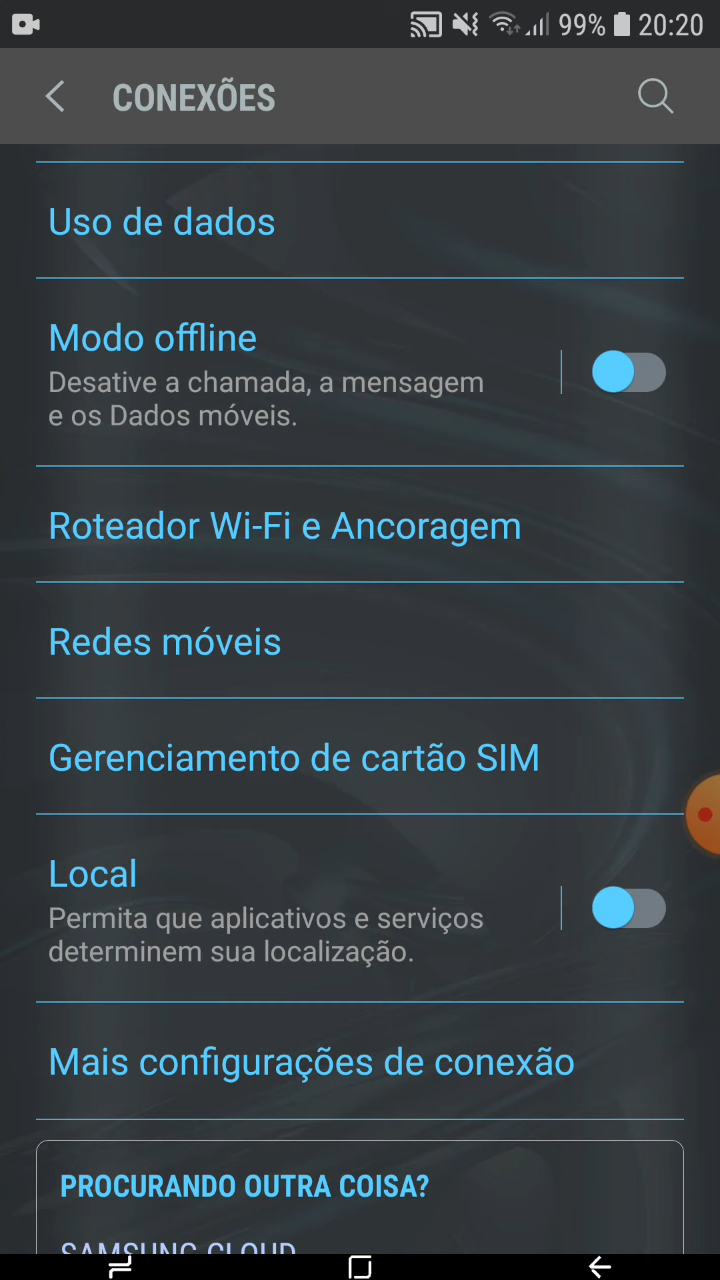 99% 20:20
CONEXÕES
Uso de dados
Modo offline
Desative a chamada, a mensagem
e os Dados móveis.
Roteador Wi-Fi e Ancoragem
Redes móveis
Gerenciamento de cartão SIM
Local
Permita que aplicativos e serviços
determinem sua localização.
Mais configurações de conexão
PROCURANDO OUTRA COISA?
SAMSUNG CLOUD